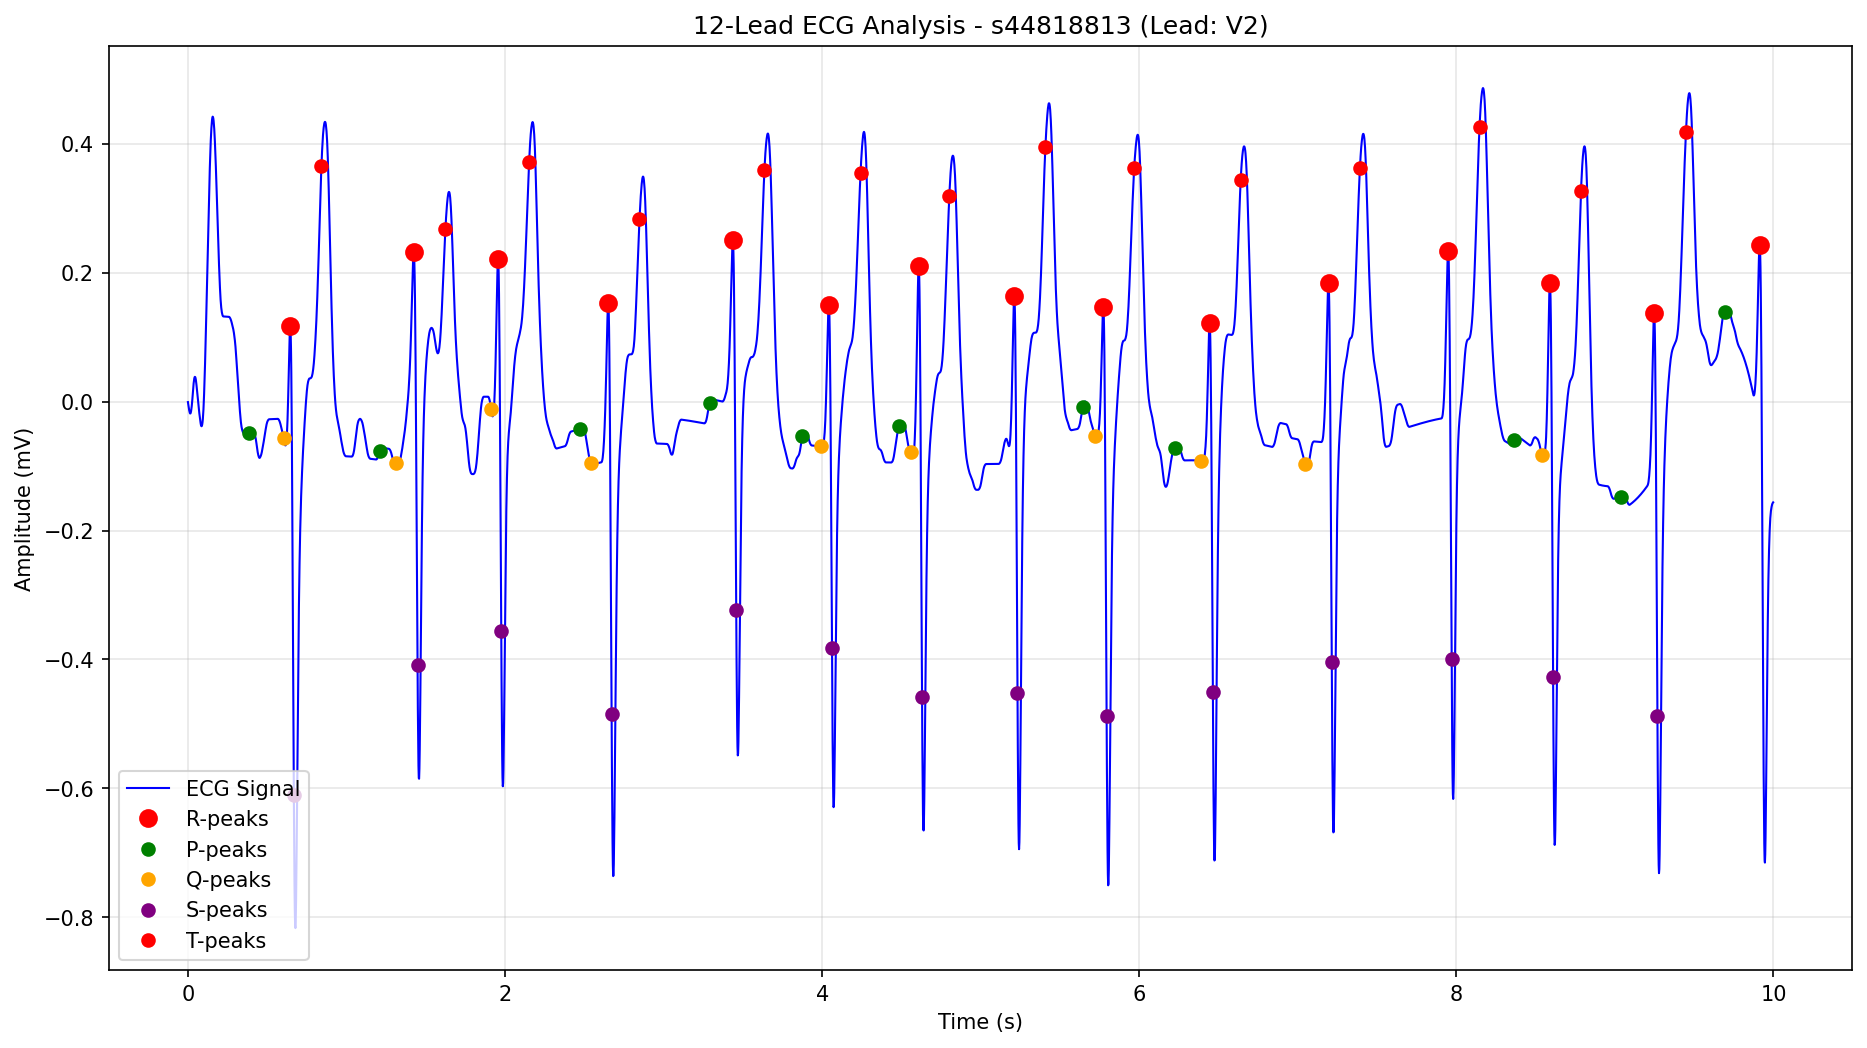 12-Lead ECG Analysis - s44818813 (Lead: V2)
Amplitude (mV)
0.4
0.2
0.0
−0.2
−0.4
−0.6
−0.8
ECG Signal
R-peaks
P-peaks
Q-peaks
S-peaks
T-peaks
0 2 4 6 8 10
Time (s)